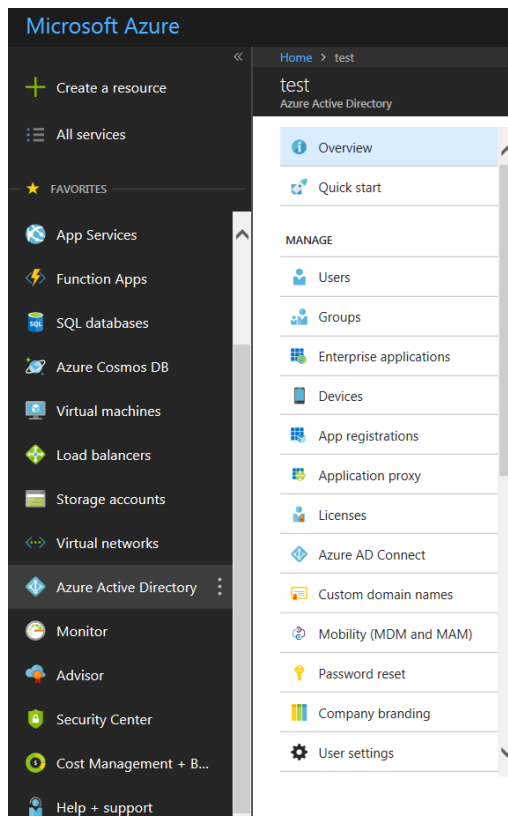 Microsoft Azure
«
Create a resource
All services
FAVORITES
App Services
Function Apps
SQL databases
Azure Cosmos DB
Virtual machines
Load balancers
Storage accounts
Virtual networks
Azure Active Directory
Monitor
Advisor
Security Center
Cost Management + B...
Help + support
Home > test
test
Azure Active Directory
Overview
Quick start
MANAGE
Users
Groups
Enterprise applications
Devices
App registrations
Application proxy
Licenses
Azure AD Connect
Custom domain names
Mobility (MDM and MAM)
Password reset
Company branding
User settings